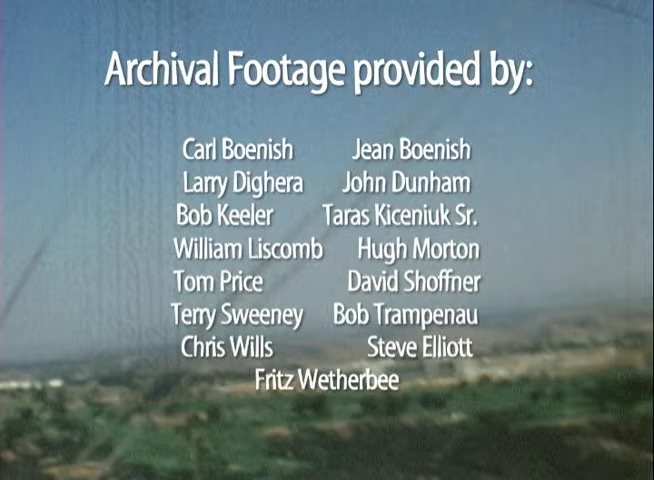 Archival Footage provided by:
Carl Boenish Jean Boenish
Larry Dighera John Dunham
Bob Keeler Taras Kiceniuk Sr.
William Liscomb Hugh Morton
Tom Price David Shoffner
Terry Sweeney Bob Trampenau
Chris Wills Steve Elliott
Fritz Wetherbee